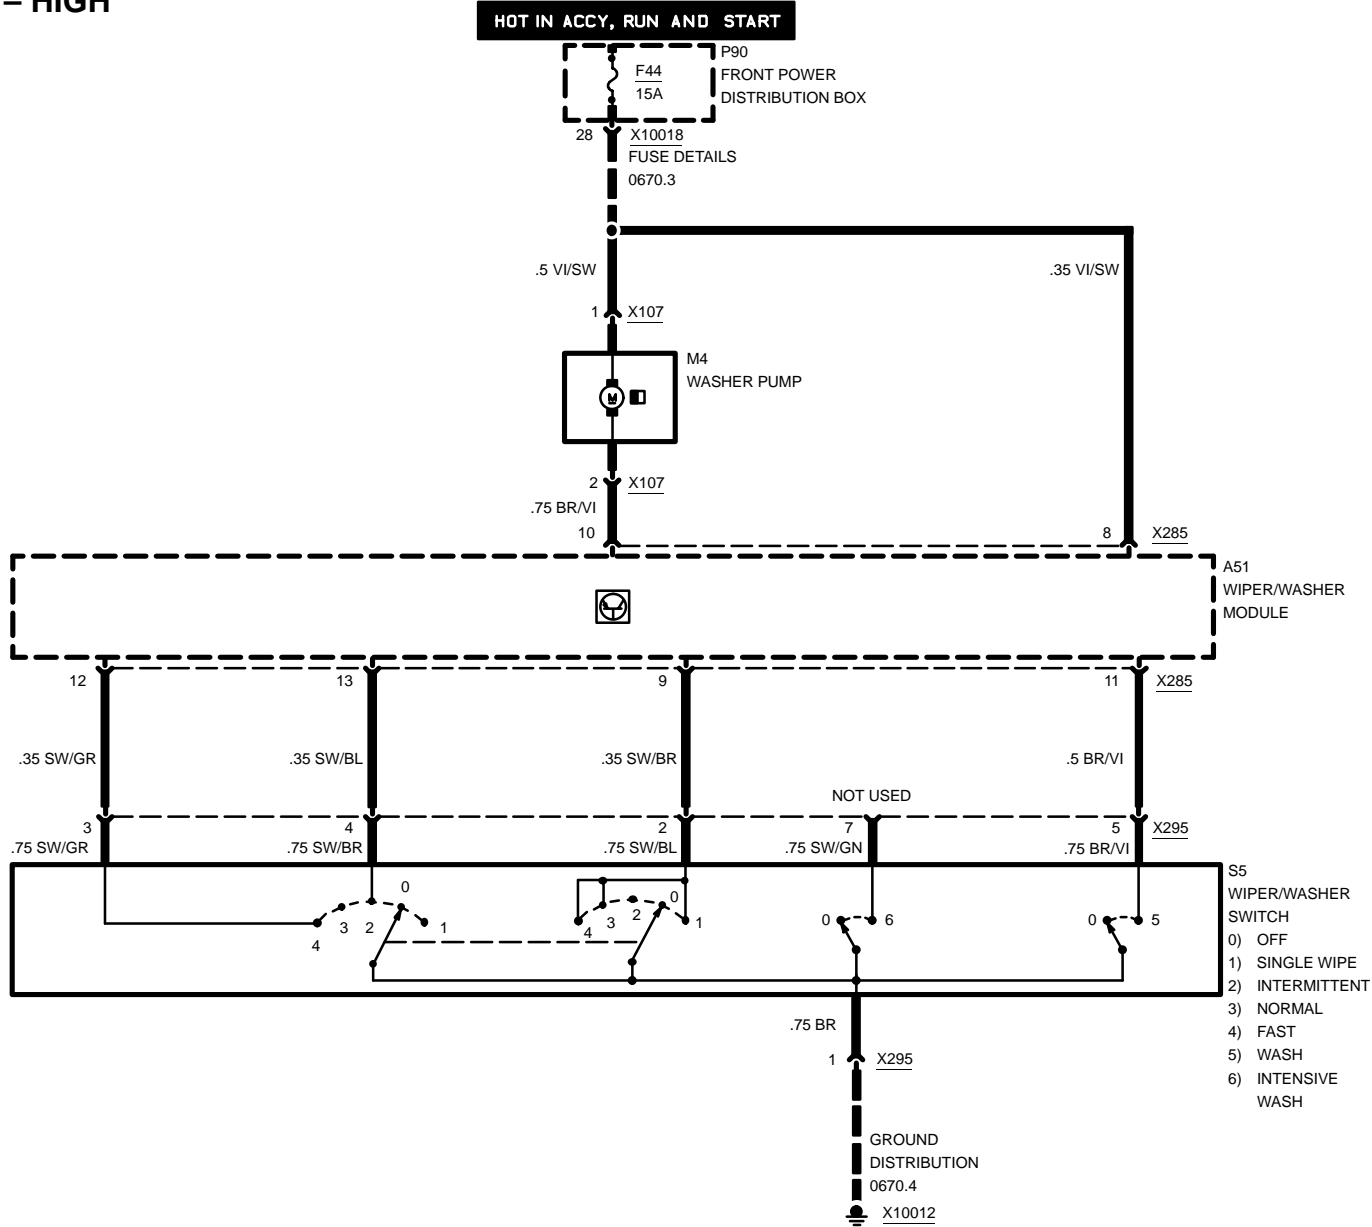 – HIGH
HOT IN ACCY, RUN AND START
P90
FRONT POWER
DISTRIBUTION BOX
F44
15A
28
X10018
FUSE DETAILS
0670.3
.5 VI/SW
.35 VI/SW
1
X107
M4
WASHER PUMP
M
2
X107
.75 BR/VI
10
8
X285
A51
WIPER/WASHER
MODULE
12
13
9
11
X285
.35 SW/GR
.35 SW/BL
.35 SW/BR
.5 BR/VI
NOT USED
3
4
2
7
5
X295
.75 SW/GR
.75 SW/BR
.75 SW/BL
.75 SW/GN
.75 BR/VI
4
3
2
0
1
4
3
2
0
1
0
6
0
5
S5
WIPER/WASHER
SWITCH
0) OFF
1) SINGLE WIPE
2) INTERMITTENT
3) NORMAL
4) FAST
5) WASH
6) INTENSIVE
WASH
.75 BR
1
X295
GROUND
DISTRIBUTION
0670.4
X10012